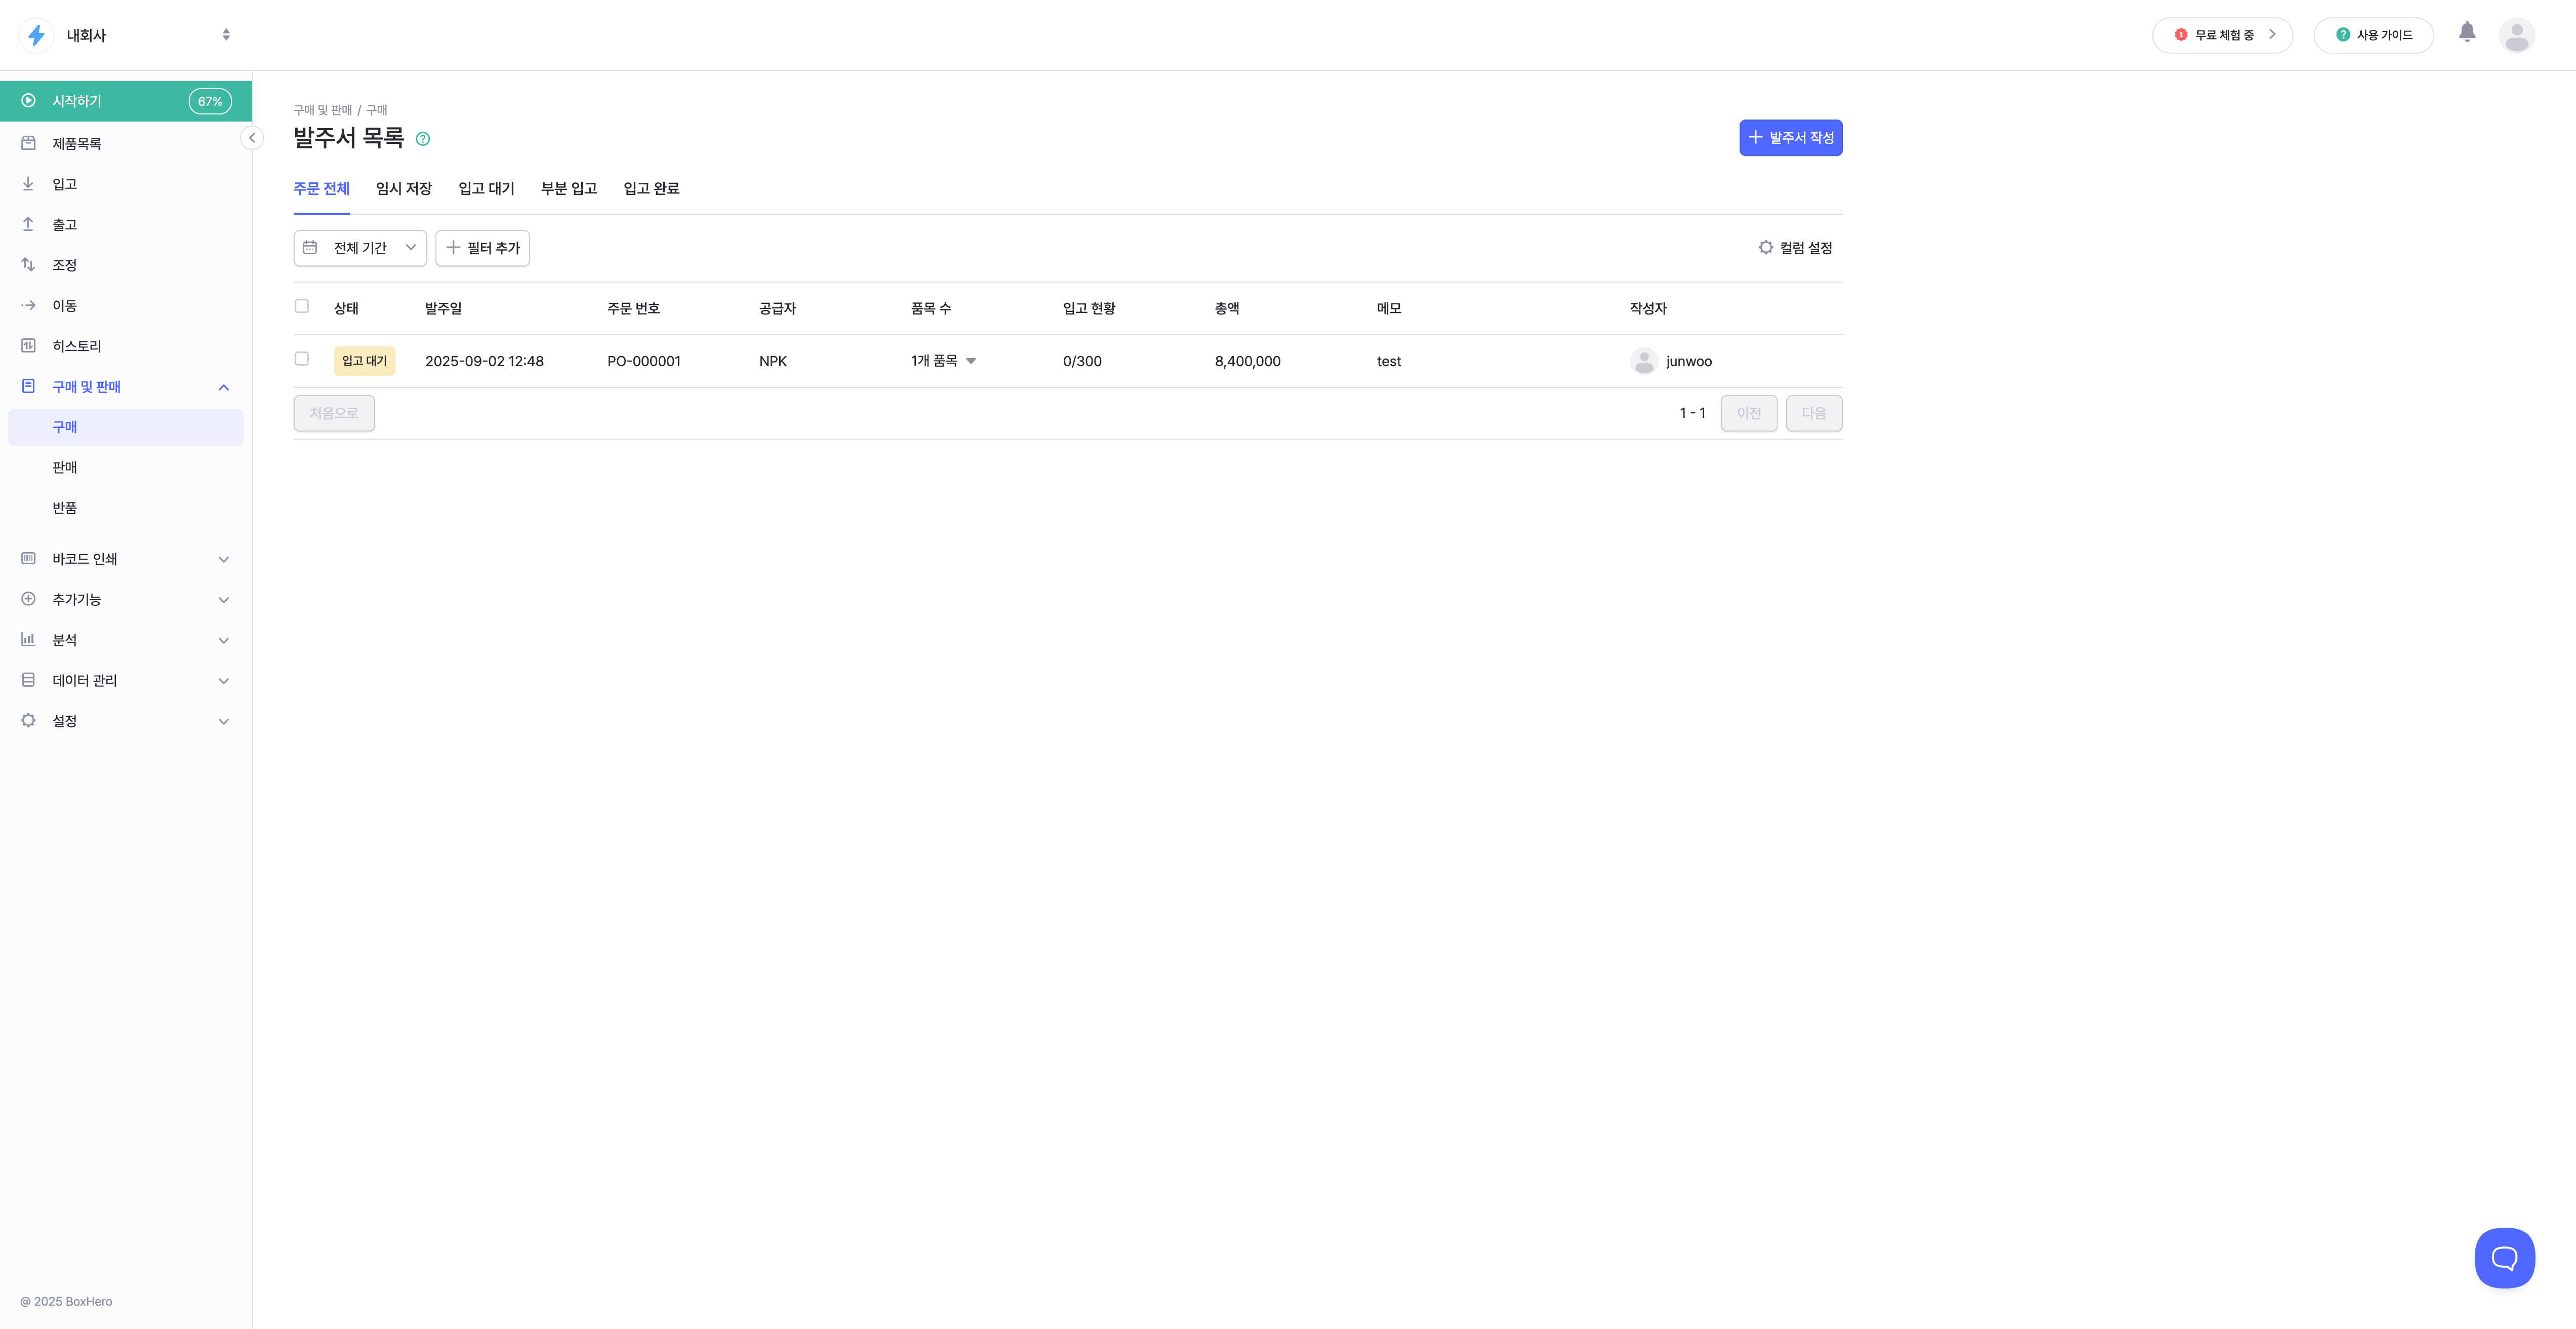 내회사
1 무료 체험 중
? 사용 가이드
시작하기 67%
제품목록
입고
출고
조정
이동
히스토리
구매 및 판매
구매
판매
반품
바코드 인쇄
추가기능
분석
데이터 관리
설정
@ 2025 BoxHero
구매 및 판매 / 구매
발주서 목록 ?
발주서 작성
주문 전체 임시 저장 입고 대기 부분 입고 입고 완료
전체 기간 필터 추가 컬럼 설정
상태 발주일 주문 번호 공급자 품목 수 입고 현황 총액 메모 작성자
입고 대기 2025-09-02 12:48 PO-000001 NPK 1개 품목 0/300 8,400,000 test junwoo
처음으로 1 - 1 이전 다음